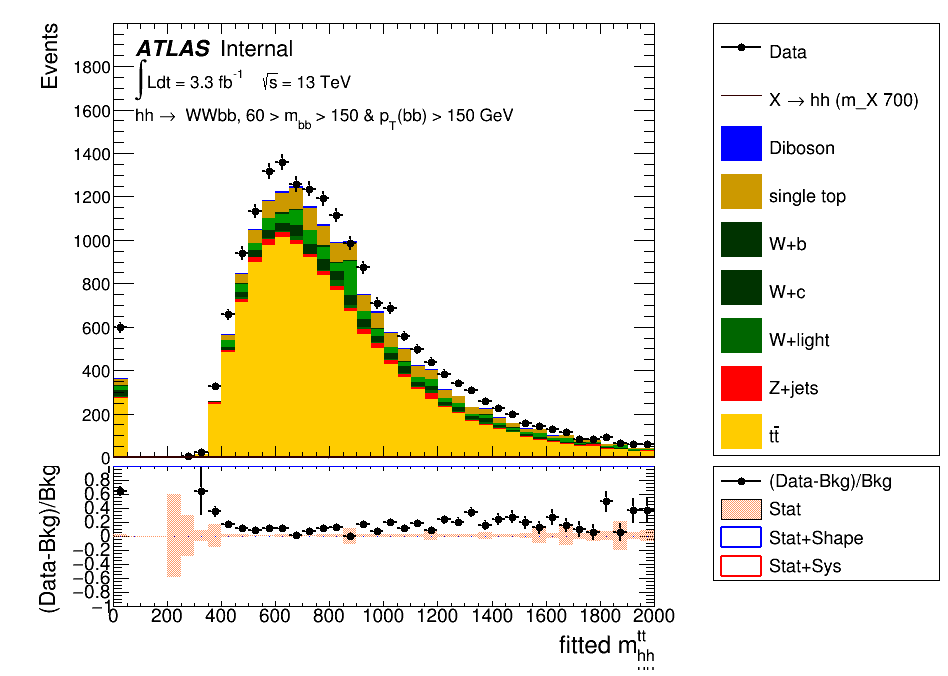 Events
1800
1600
1400
1200
1000
800
600
400
200
0
ATLAS Internal
∫Ldt = 3.3 fb⁻¹ √s = 13 TeV
hh → WWbb, 60 > m_bb > 150 & p_T(bb) > 150 GeV
(Data-Bkg)/Bkg
0.8
0.6
0.4
0.2
0
−0.2
−0.4
−0.6
−0.8
−1
0 200 400 600 800 1000 1200 1400 1600 1800 2000
fitted m^tt_hh
Data
X → hh (m_X 700)
Diboson
single top
W+b
W+c
W+light
Z+jets
tt̄
(Data-Bkg)/Bkg
Stat
Stat+Shape
Stat+Sys